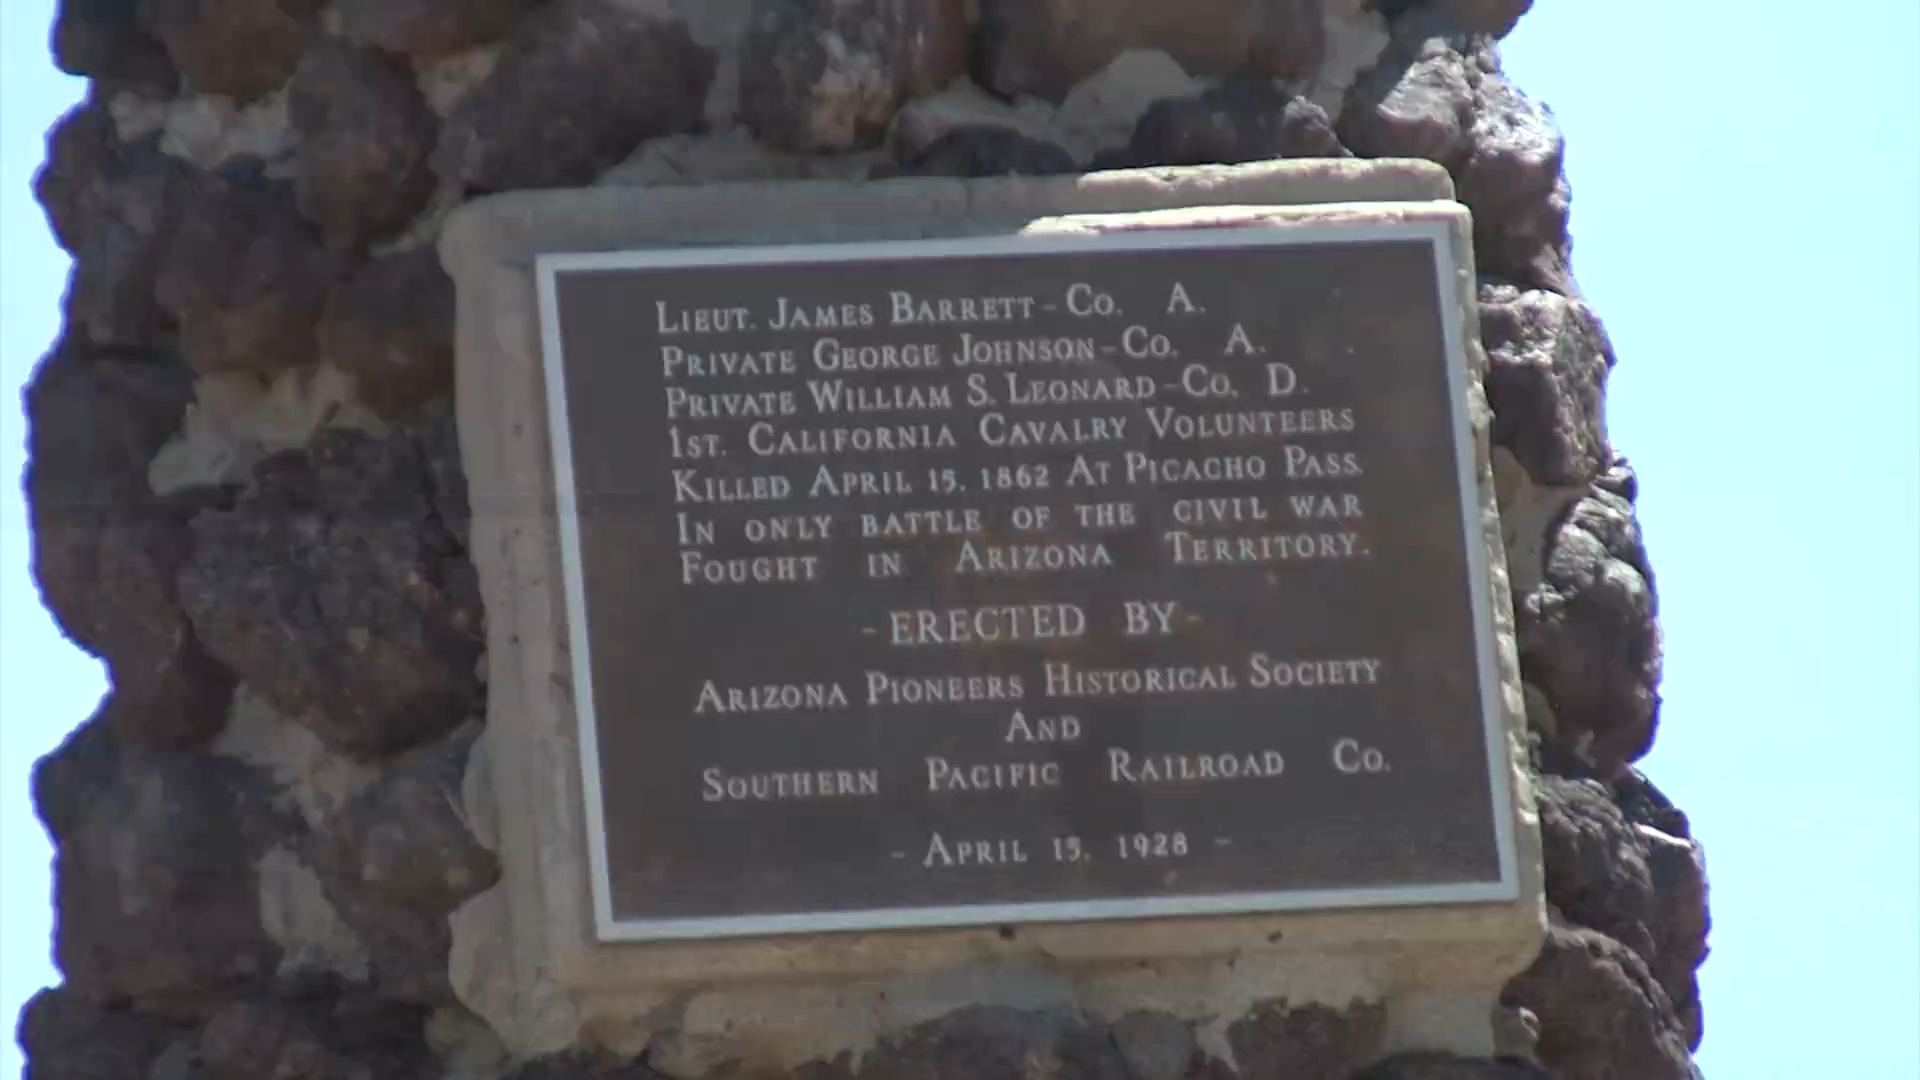 LIEUT. JAMES BARRETT - CO. A.
PRIVATE GEORGE JOHNSON - CO. A.
PRIVATE WILLIAM S. LEONARD - CO. D.
1ST. CALIFORNIA CAVALRY VOLUNTEERS
KILLED APRIL 15, 1862 AT PICACHO PASS
IN ONLY BATTLE OF THE CIVIL WAR
FOUGHT IN ARIZONA TERRITORY.
- ERECTED BY -
ARIZONA PIONEERS HISTORICAL SOCIETY
AND
SOUTHERN PACIFIC RAILROAD CO.
- APRIL 15, 1928 -